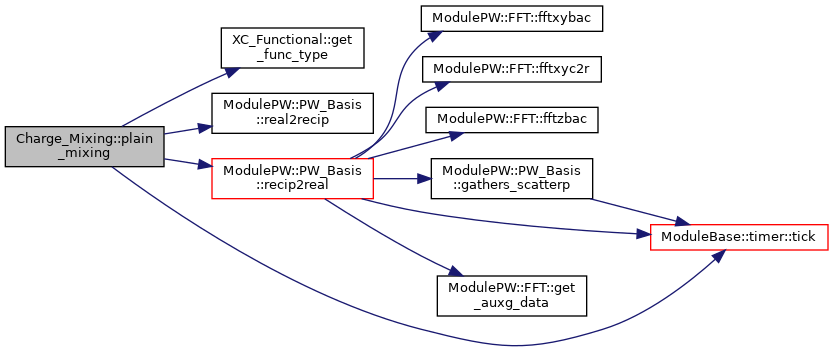 Charge_Mixing::plain
_mixing
XC_Functional::get
_func_type
ModulePW::PW_Basis
::real2recip
ModulePW::PW_Basis
::recip2real
ModulePW::FFT::fftxybac
ModulePW::FFT::fftxyc2r
ModulePW::FFT::fftzbac
ModulePW::PW_Basis
::gathers_scatterp
ModuleBase::timer::tick
ModulePW::FFT::get
_auxg_data